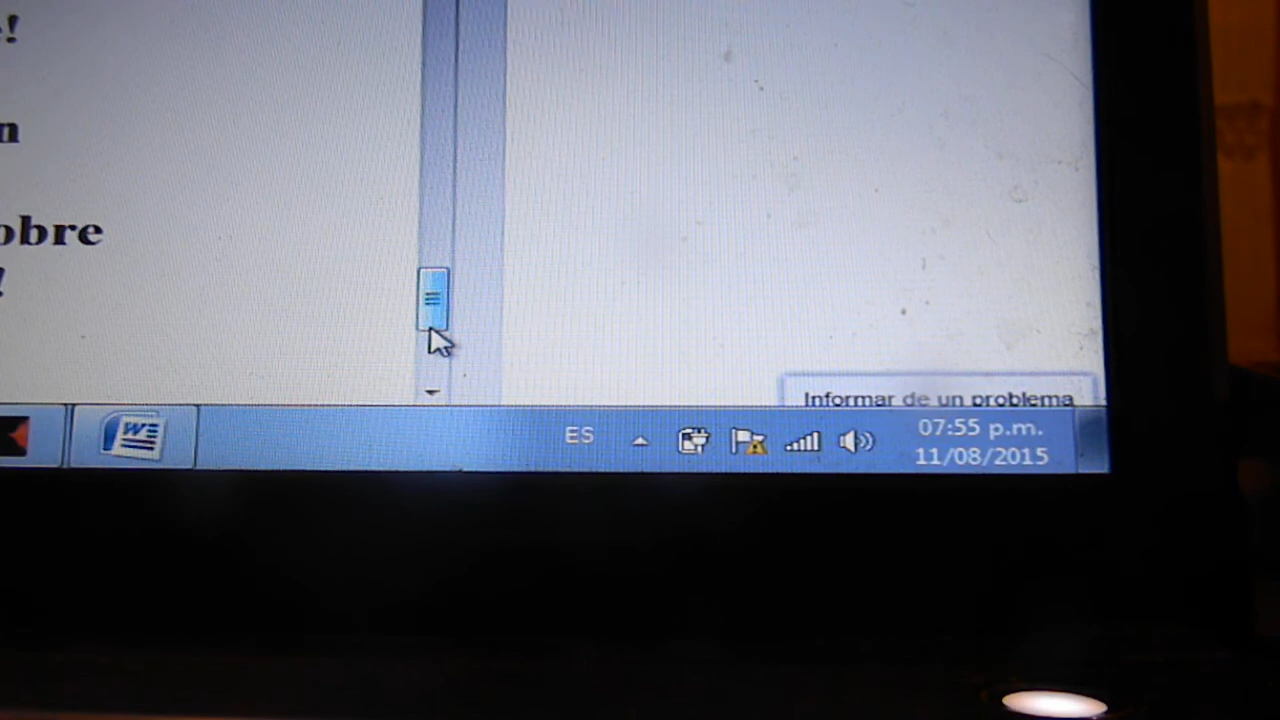 !
n
obre
!
Informar de un problema
W
ES
07:55 p.m.
11/08/2015